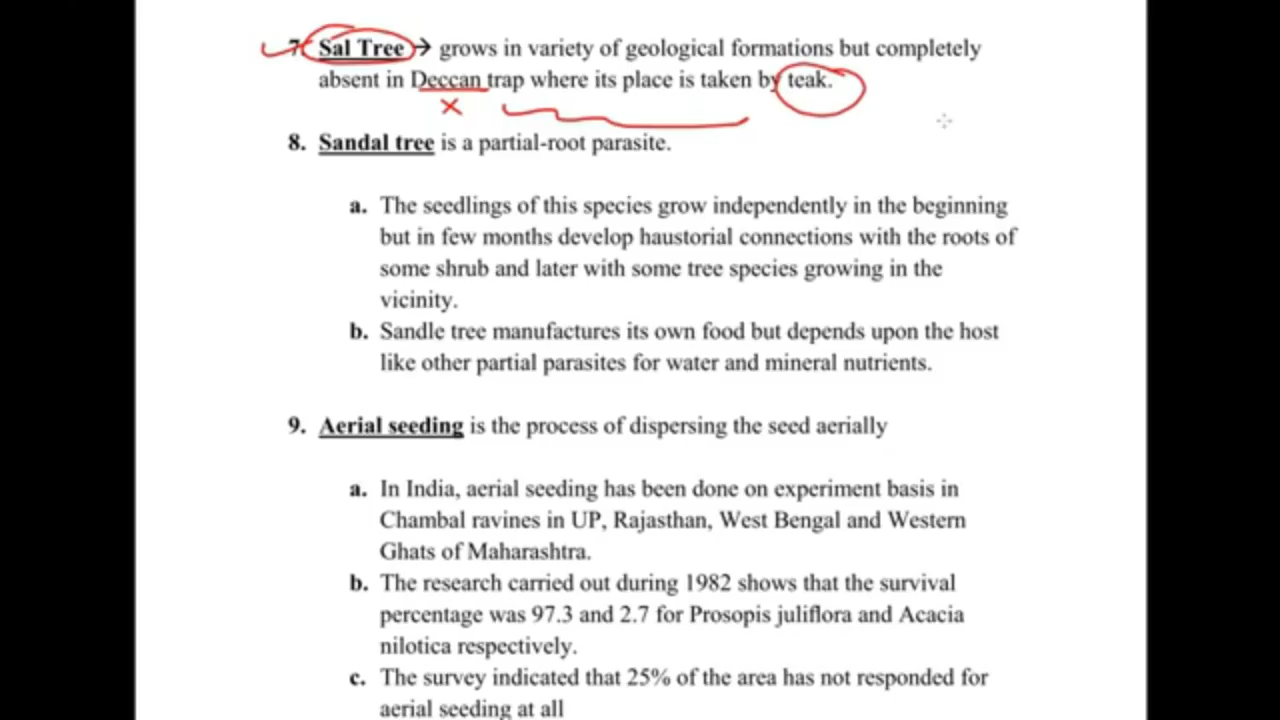 7. Sal Tree → grows in variety of geological formations but completely
absent in Deccan trap where its place is taken by teak.
8. Sandal tree is a partial-root parasite.
a. The seedlings of this species grow independently in the beginning
but in few months develop haustorial connections with the roots of
some shrub and later with some tree species growing in the
vicinity.
b. Sandle tree manufactures its own food but depends upon the host
like other partial parasites for water and mineral nutrients.
9. Aerial seeding is the process of dispersing the seed aerially
a. In India, aerial seeding has been done on experiment basis in
Chambal ravines in UP, Rajasthan, West Bengal and Western
Ghats of Maharashtra.
b. The research carried out during 1982 shows that the survival
percentage was 97.3 and 2.7 for Prosopis juliflora and Acacia
nilotica respectively.
c. The survey indicated that 25% of the area has not responded for
aerial seeding at all